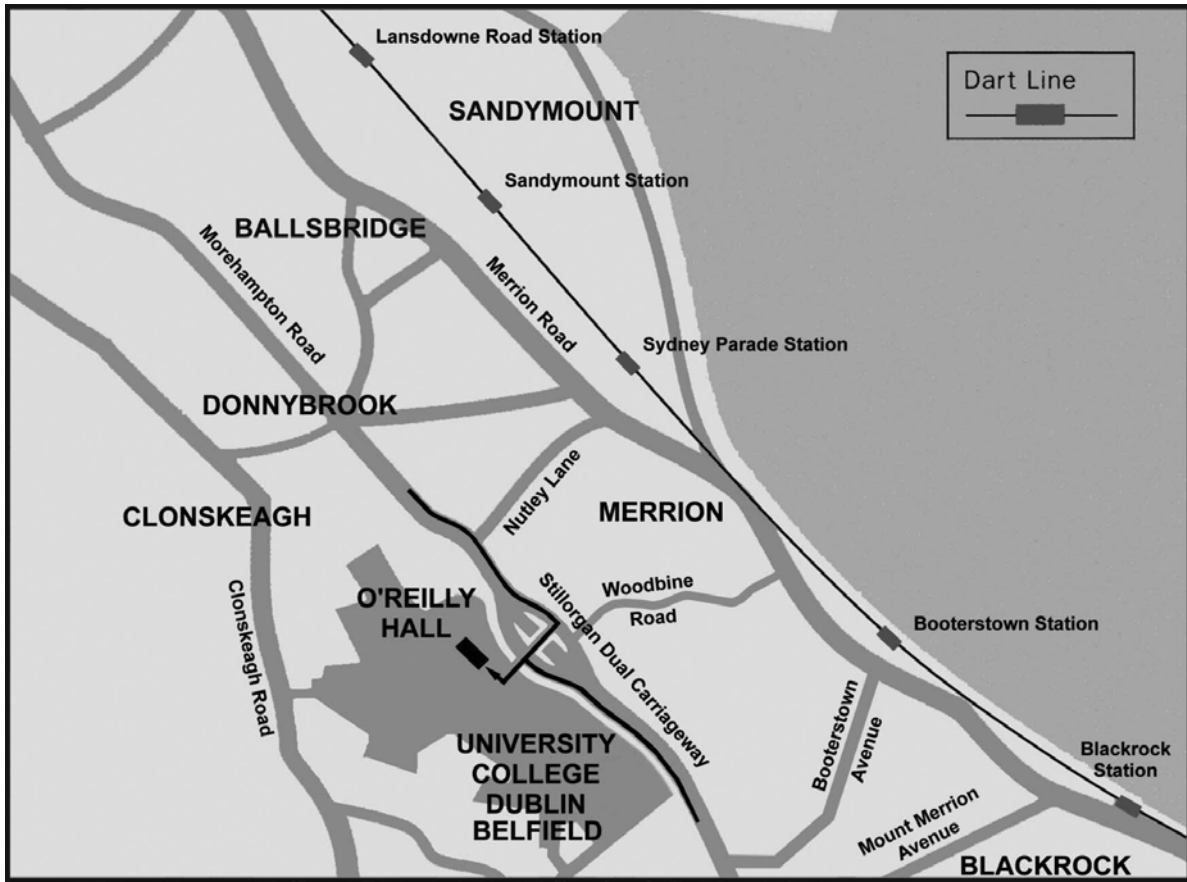 Lansdowne Road Station
Dart Line
SANDYMOUNT
Sandymount Station
BALLSBRIDGE
Morehampton Road
Merrion Road
Sydney Parade Station
DONNYBROOK
Nutley Lane
CLONSKEAGH
MERRION
Clonskeagh Road
O'REILLY
HALL
Stillorgan Dual Carriageway
Woodbine
Road
Booterstown Station
Booterstown
Avenue
UNIVERSITY
COLLEGE
DUBLIN
BELFIELD
Blackrock
Station
Mount Merrion
Avenue
BLACKROCK